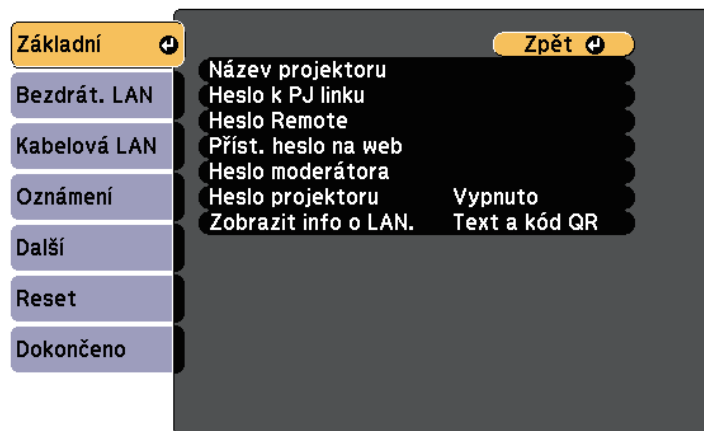 Základní
Bezdrát. LAN
Kabelová LAN
Oznámení
Další
Reset
Dokončeno
Zpět
Název projektoru
Heslo k PJ linku
Heslo Remote
Příst. heslo na web
Heslo moderátora
Heslo projektoru Vypnuto
Zobrazit info o LAN. Text a kód QR